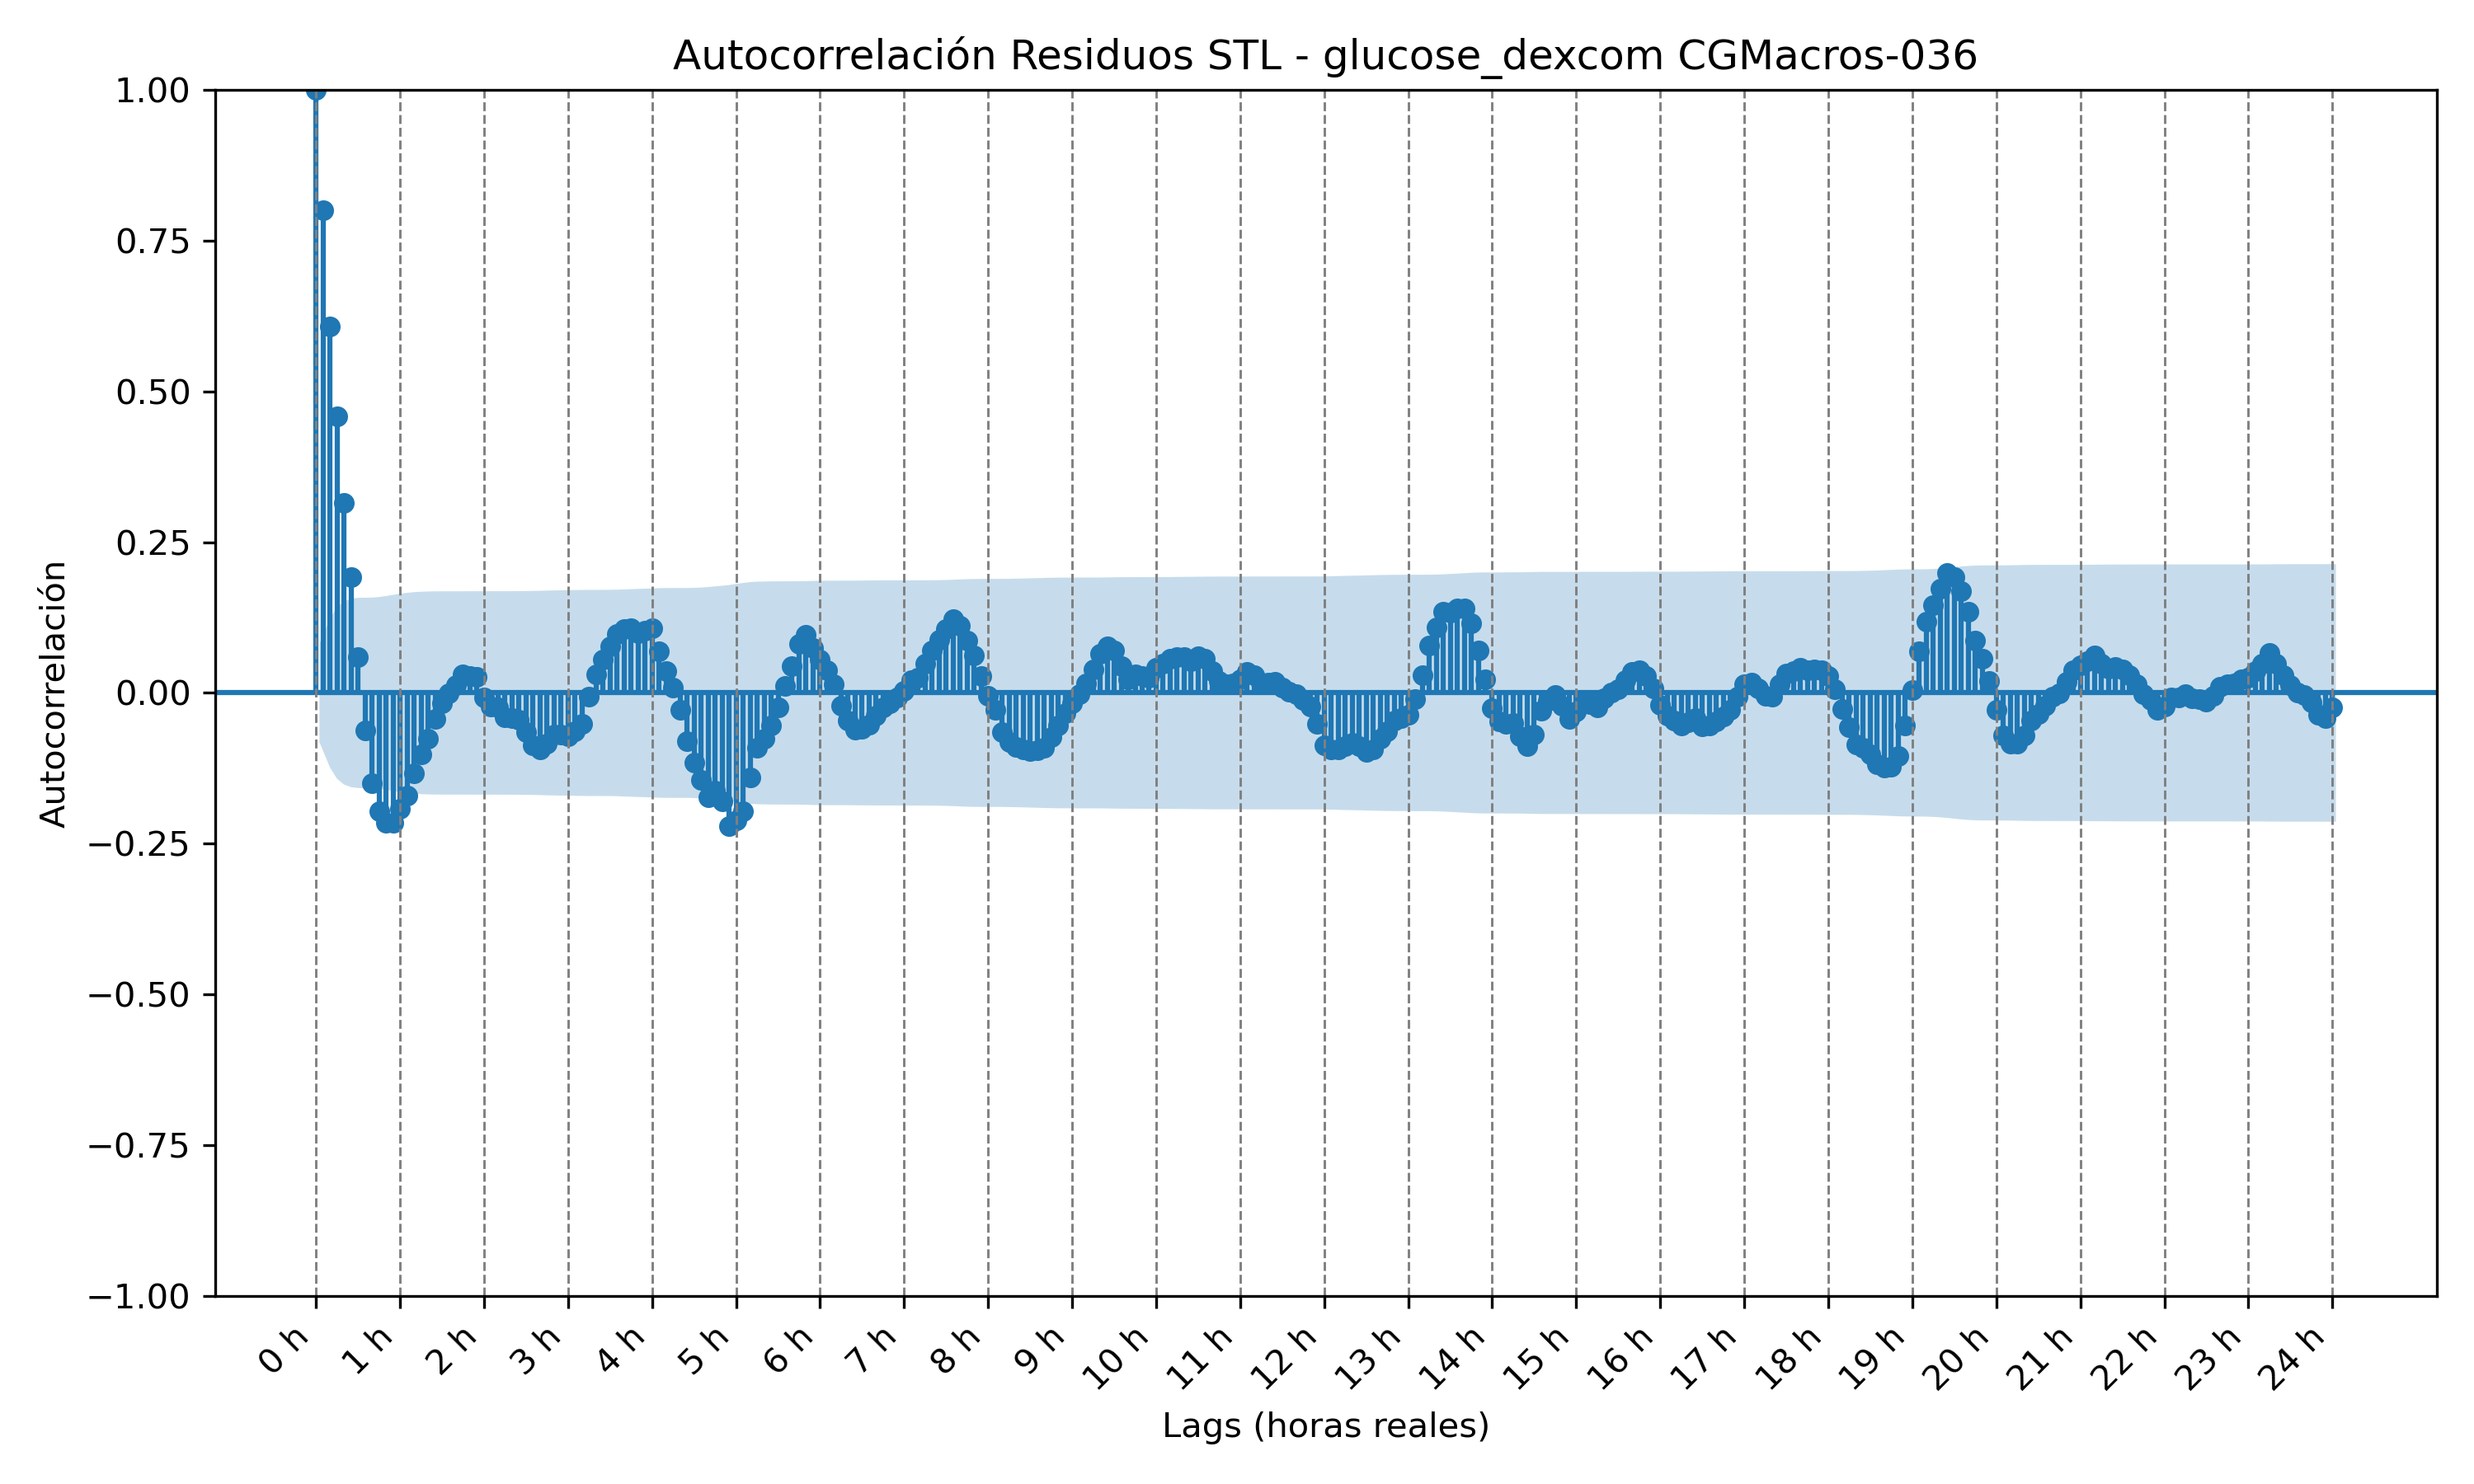 Autocorrelación Residuos STL - glucose_dexcom CGMacros-036
1.00
0.75
0.50
0.25
0.00
−0.25
−0.50
−0.75
−1.00
Autocorrelación
0 h
1 h
2 h
3 h
4 h
5 h
6 h
7 h
8 h
9 h
10 h
11 h
12 h
13 h
14 h
15 h
16 h
17 h
18 h
19 h
20 h
21 h
22 h
23 h
24 h
Lags (horas reales)